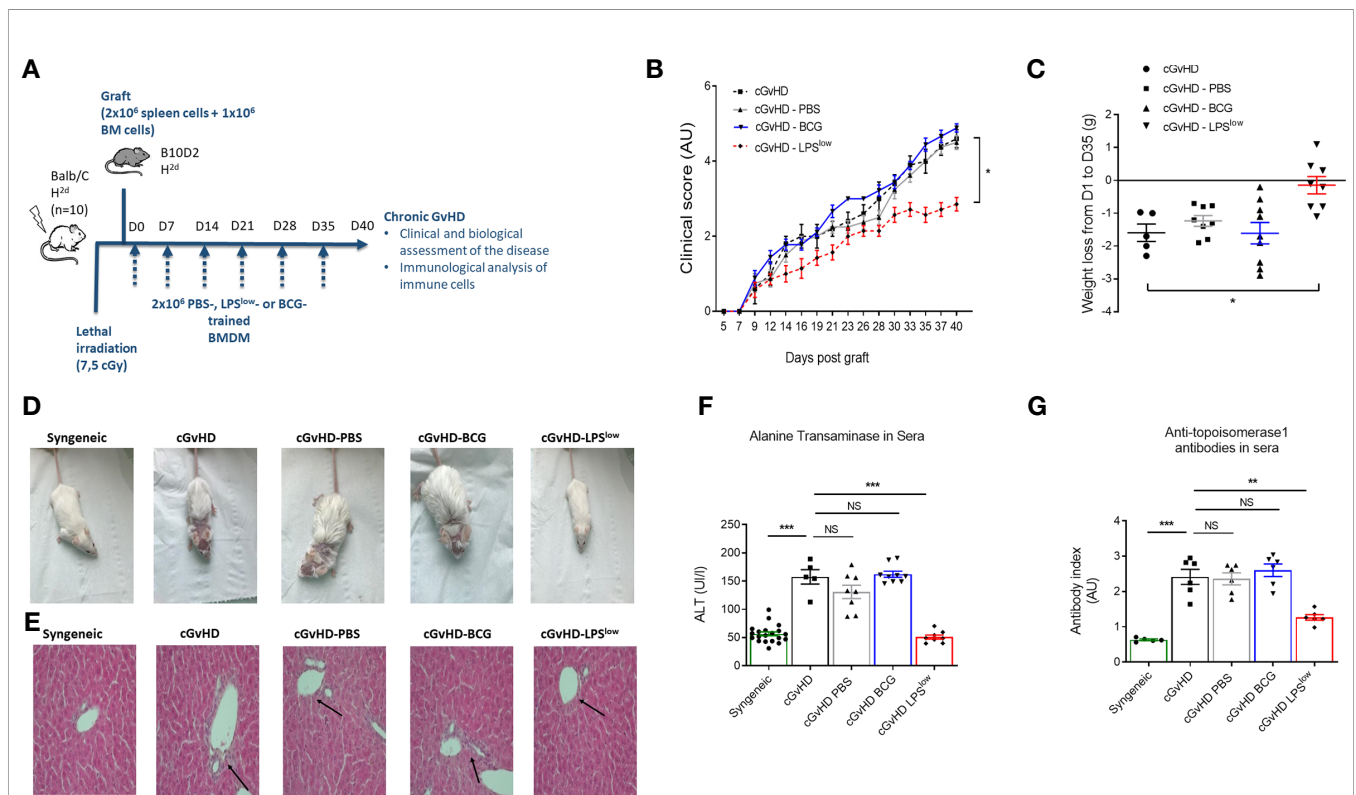 A
Graft
(2x10⁶ spleen cells + 1x10⁶
BM cells)
B10D2
H²ᵈ
Balb/C
H²ᵈ
(n=10)
D0 D7 D14 D21 D28 D35 D40
Chronic GvHD
• Clinical and biological
assessment of the disease
• Immunological analysis of
immune cells
2x10⁶ PBS-, LPSˡᵒʷ- or BCG-
trained
BMDM
Lethal
irradiation
(7,5 cGy)
B
Clinical score (AU)
6
4
2
0
cGvHD
cGvHD - PBS
cGvHD - BCG
cGvHD - LPSˡᵒʷ
*
5 7 9 12 14 16 19 21 23 26 28 30 33 35 37 40
Days post graft
C
cGvHD
cGvHD - PBS
cGvHD - BCG
cGvHD - LPSˡᵒʷ
Weight loss from D1 to D35 (g)
2
1
0
-1
-2
-3
-4
*
D
Syngeneic cGvHD cGvHD-PBS cGvHD-BCG cGvHD-LPSˡᵒʷ
E
Syngeneic cGvHD cGvHD-PBS cGvHD-BCG cGvHD-LPSˡᵒʷ
F
Alanine Transaminase in Sera
***
NS
*** NS
ALT (UI/l)
250
200
150
100
50
0
Syngeneic cGvHD cGvHD PBS cGvHD BCG cGvHD LPSˡᵒʷ
G
Anti-topoisomerase1
antibodies in sera
**
NS
*** NS
Antibody index
(AU)
5
4
3
2
1
0
Syngeneic cGvHD cGvHD PBS cGvHD BCG cGvHD LPSˡᵒʷ